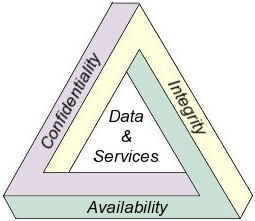 Confidentiality
Integrity
Data
&
Services
Availability